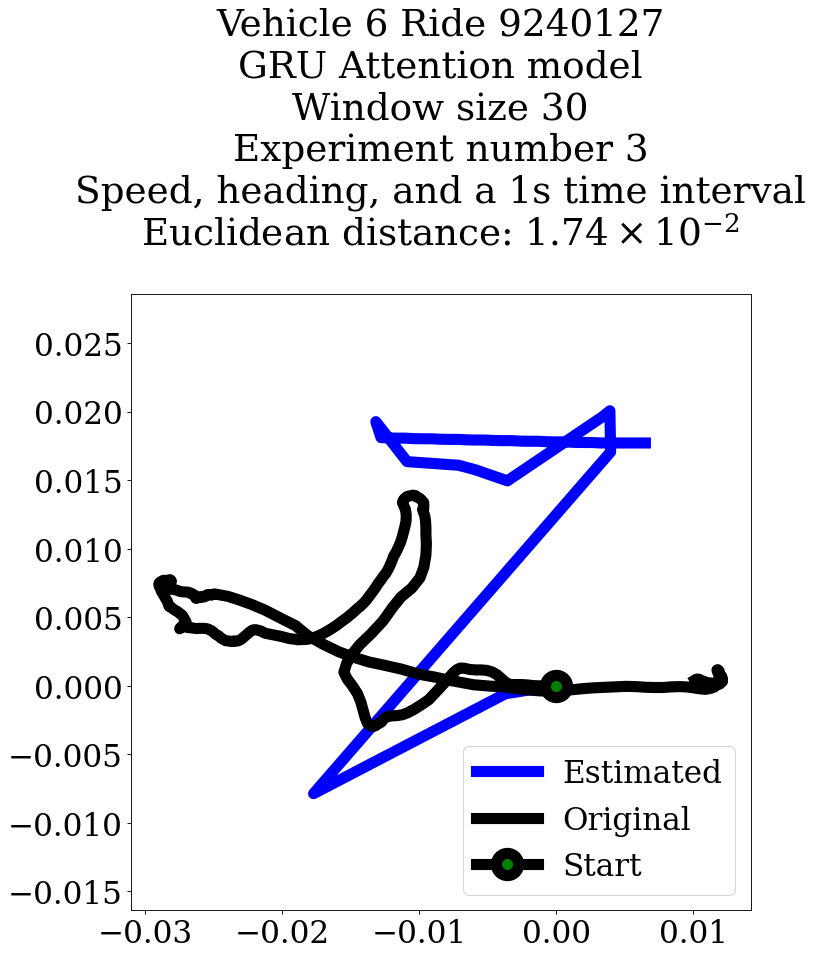 Vehicle 6 Ride 9240127
GRU Attention model
Window size 30
Experiment number 3
Speed, heading, and a 1s time interval
Euclidean distance: 1.74 × 10⁻²
0.025
0.020
0.015
0.010
0.005
0.000
−0.005
−0.010
−0.015
Estimated
Original
Start
−0.03 −0.02 −0.01 0.00 0.01